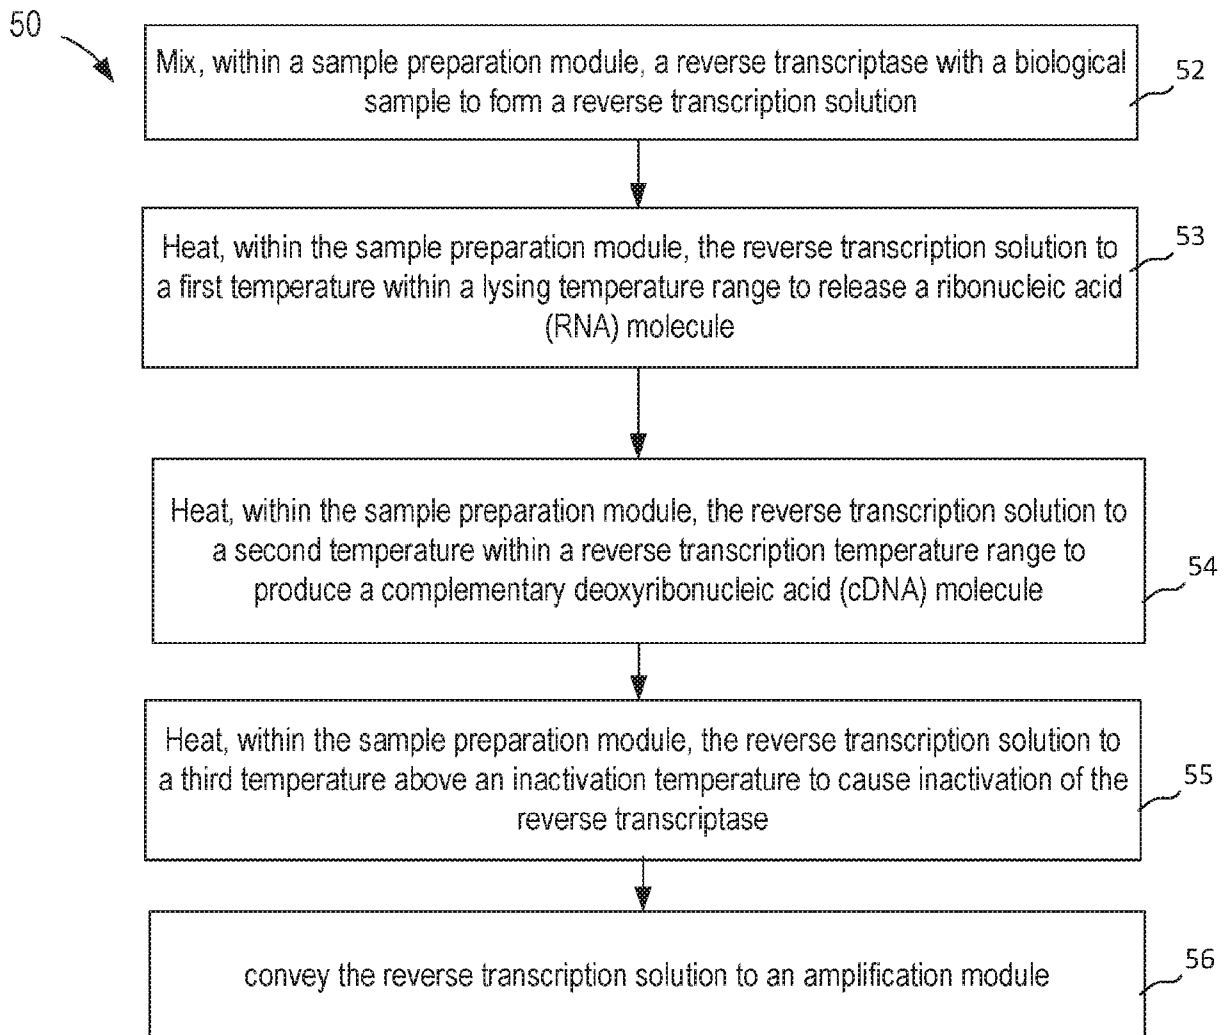 50
Mix, within a sample preparation module, a reverse transcriptase with a biological
sample to form a reverse transcription solution
52
Heat, within the sample preparation module, the reverse transcription solution to
a first temperature within a lysing temperature range to release a ribonucleic acid
(RNA) molecule
53
Heat, within the sample preparation module, the reverse transcription solution to
a second temperature within a reverse transcription temperature range to
produce a complementary deoxyribonucleic acid (cDNA) molecule
54
Heat, within the sample preparation module, the reverse transcription solution to
a third temperature above an inactivation temperature to cause inactivation of the
reverse transcriptase
55
convey the reverse transcription solution to an amplification module
56